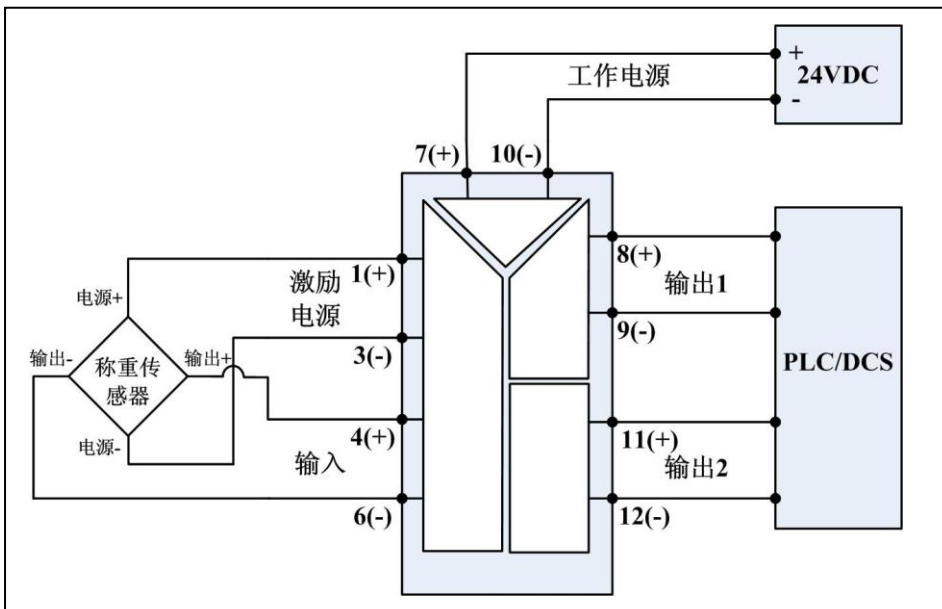 工作电源
+
24VDC
-
7(+)
10(-)
1(+)
激励
电源
3(-)
4(+)
输入
6(-)
电源+
输出-
称重传
感器
输出+
电源-
8(+)
输出1
9(-)
11(+)
输出2
12(-)
PLC/DCS